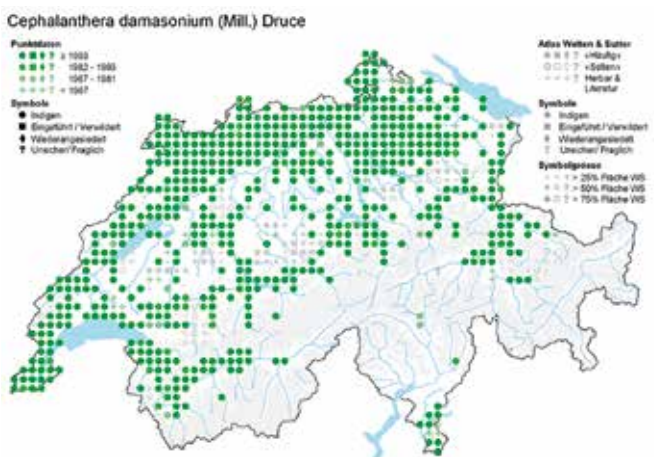 Cephalanthera damasonium (Mill.) Druce
Punktdaten
? ≥ 1993
? 1982 - 1993
? 1967 - 1981
? < 1967
Symbole
Indigen
Eingeführt / Verwildert
Wiederangesiedelt
? Unsicher/ Fraglich
Atlas Welten & Sutter
? «Häufig»
? «Selten»
? Herbar &
Literatur
Symbole
Indigen
Eingeführt / Verwildert
Wiederangesiedelt
? Unsicher/ Fraglich
Symbolgrösse
? > 25% Fläche WS
? > 50% Fläche WS
? > 75% Fläche WS